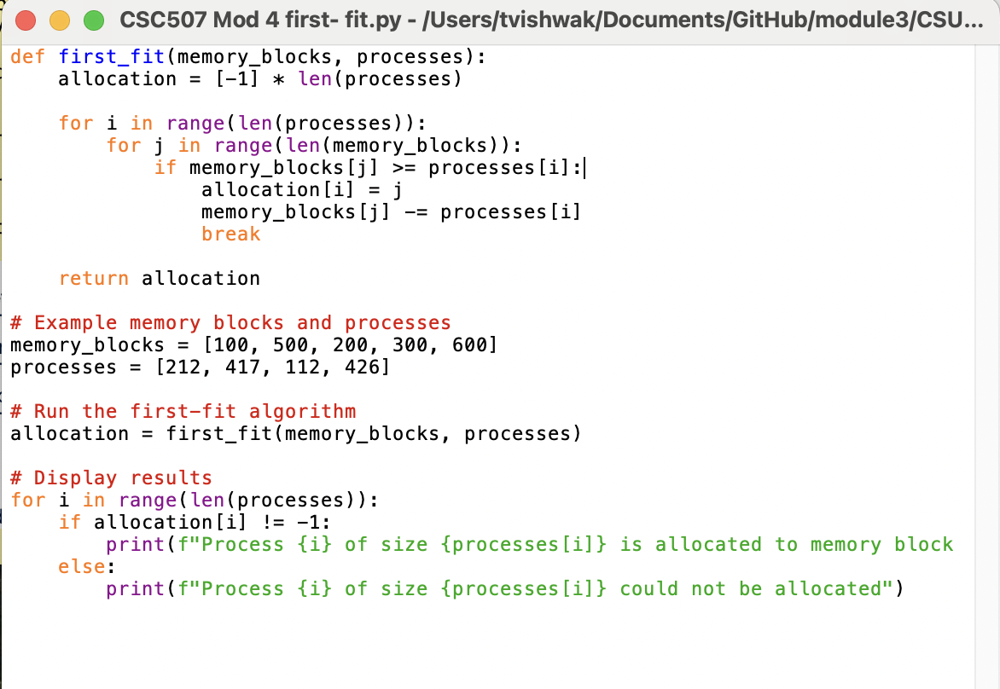 CSC507 Mod 4 first- fit.py - /Users/tvishwak/Documents/GitHub/module3/CSU...
def first_fit(memory_blocks, processes):
    allocation = [-1] * len(processes)

    for i in range(len(processes)):
        for j in range(len(memory_blocks)):
            if memory_blocks[j] >= processes[i]:
                allocation[i] = j
                memory_blocks[j] -= processes[i]
                break

    return allocation

# Example memory blocks and processes
memory_blocks = [100, 500, 200, 300, 600]
processes = [212, 417, 112, 426]

# Run the first-fit algorithm
allocation = first_fit(memory_blocks, processes)

# Display results
for i in range(len(processes)):
    if allocation[i] != -1:
        print(f"Process {i} of size {processes[i]} is allocated to memory block
    else:
        print(f"Process {i} of size {processes[i]} could not be allocated")